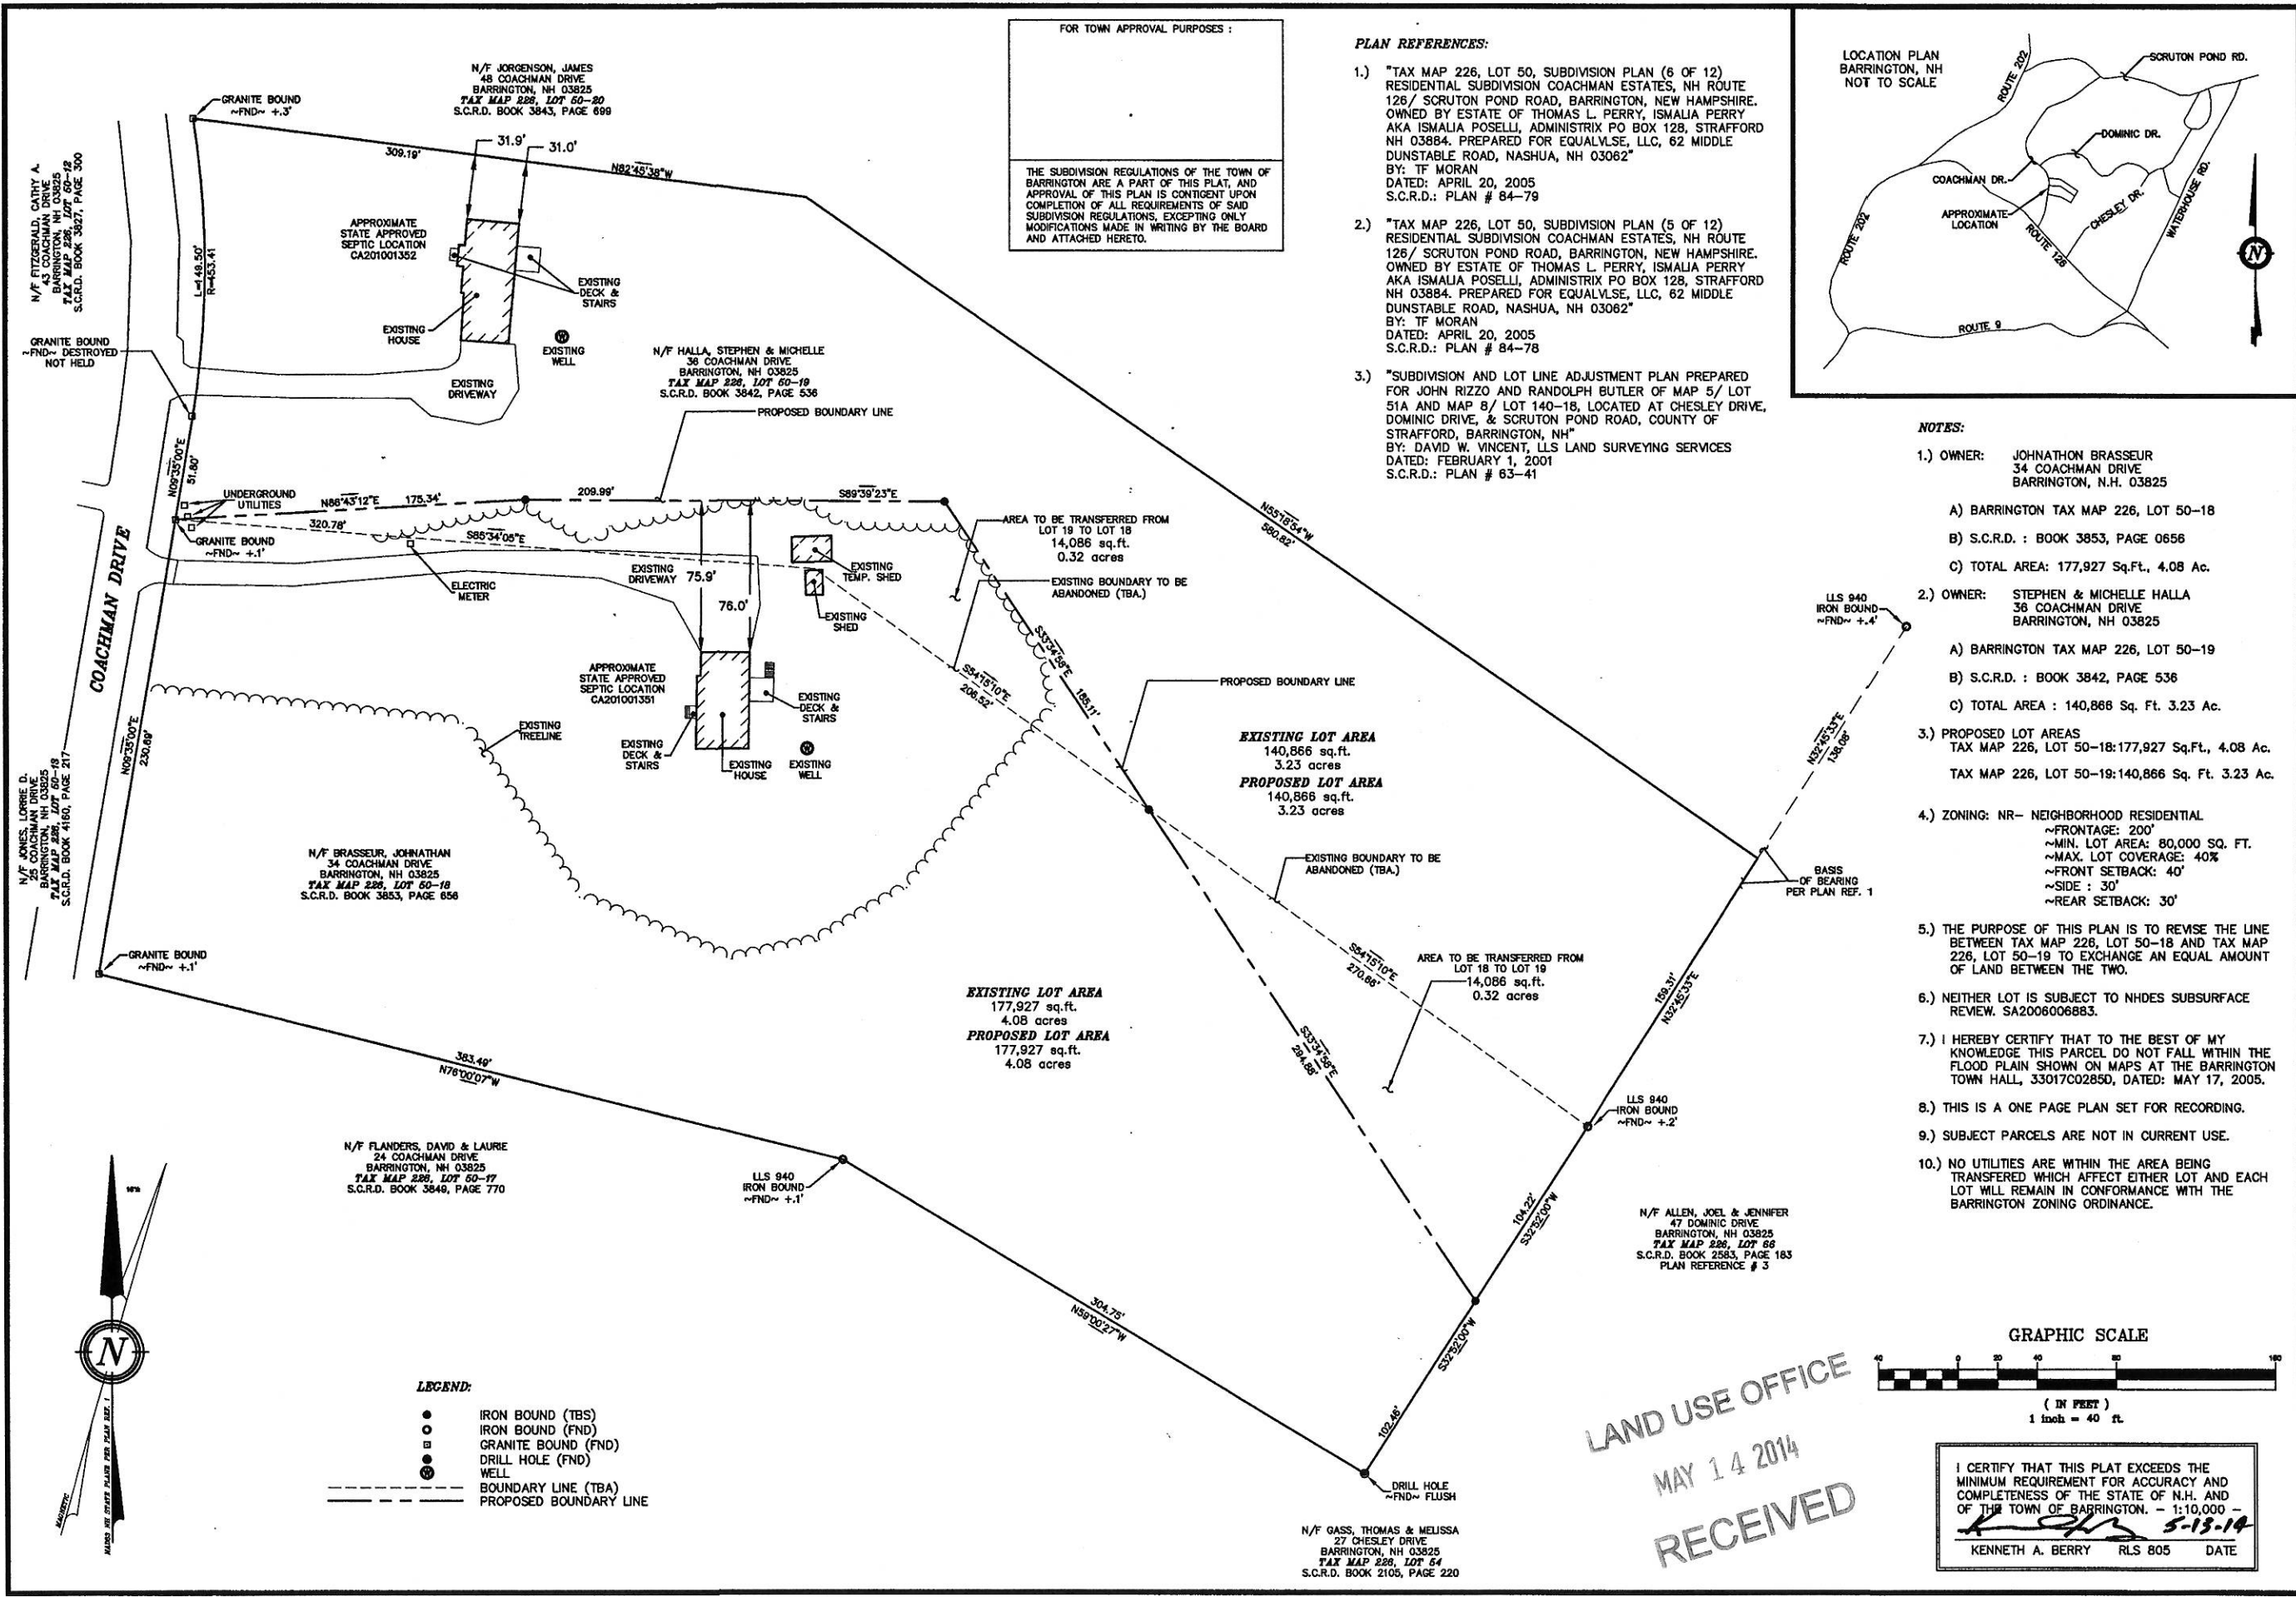 FOR TOWN APPROVAL PURPOSES :
THE SUBDIVISION REGULATIONS OF THE TOWN OF
BARRINGTON ARE A PART OF THIS PLAT, AND
APPROVAL OF THIS PLAN IS CONTIGENT UPON
COMPLETION OF ALL REQUIREMENTS OF SAID
SUBDIVISION REGULATIONS, EXCEPTING ONLY
MODIFICATIONS MADE IN WRITING BY THE BOARD
AND ATTACHED HERETO.
PLAN REFERENCES:
1.) "TAX MAP 226, LOT 50, SUBDIVISION PLAN (6 OF 12)
RESIDENTIAL SUBDIVISION COACHMAN ESTATES, NH ROUTE
126/ SCRUTON POND ROAD, BARRINGTON, NEW HAMPSHIRE.
OWNED BY ESTATE OF THOMAS L. PERRY, ISMALIA PERRY
AKA ISMALIA POSELLI, ADMINISTRIX PO BOX 128, STRAFFORD
NH 03884. PREPARED FOR EQUALVLSE, LLC, 62 MIDDLE
DUNSTABLE ROAD, NASHUA, NH 03062"
BY: TF MORAN
DATED: APRIL 20, 2005
S.C.R.D.: PLAN # 84-79
2.) "TAX MAP 226, LOT 50, SUBDIVISION PLAN (5 OF 12)
RESIDENTIAL SUBDIVISION COACHMAN ESTATES, NH ROUTE
126/ SCRUTON POND ROAD, BARRINGTON, NEW HAMPSHIRE.
OWNED BY ESTATE OF THOMAS L. PERRY, ISMALIA PERRY
AKA ISMALIA POSELLI, ADMINISTRIX PO BOX 128, STRAFFORD
NH 03884. PREPARED FOR EQUALVLSE, LLC, 62 MIDDLE
DUNSTABLE ROAD, NASHUA, NH 03062"
BY: TF MORAN
DATED: APRIL 20, 2005
S.C.R.D.: PLAN # 84-78
3.) "SUBDIVISION AND LOT LINE ADJUSTMENT PLAN PREPARED
FOR JOHN RIZZO AND RANDOLPH BUTLER OF MAP 5/ LOT
51A AND MAP 8/ LOT 140-18, LOCATED AT CHESLEY DRIVE,
DOMINIC DRIVE, & SCRUTON POND ROAD, COUNTY OF
STRAFFORD, BARRINGTON, NH"
BY: DAVID W. VINCENT, LLS LAND SURVEYING SERVICES
DATED: FEBRUARY 1, 2001
S.C.R.D.: PLAN # 63-41
LOCATION PLAN
BARRINGTON, NH
NOT TO SCALE
ROUTE 202
SCRUTON POND RD.
DOMINIC DR.
COACHMAN DR.
APPROXIMATE
LOCATION
CHESLEY DR.
WATERHOUSE RD.
ROUTE 126
ROUTE 202
ROUTE 9
N
NOTES:
1.) OWNER: JOHNATHON BRASSEUR
34 COACHMAN DRIVE
BARRINGTON, N.H. 03825
A) BARRINGTON TAX MAP 226, LOT 50-18
B) S.C.R.D. : BOOK 3853, PAGE 0656
C) TOTAL AREA: 177,927 Sq.Ft., 4.08 Ac.
2.) OWNER: STEPHEN & MICHELLE HALLA
36 COACHMAN DRIVE
BARRINGTON, NH 03825
A) BARRINGTON TAX MAP 226, LOT 50-19
B) S.C.R.D. : BOOK 3842, PAGE 536
C) TOTAL AREA : 140,866 Sq. Ft. 3.23 Ac.
3.) PROPOSED LOT AREAS
TAX MAP 226, LOT 50-18:177,927 Sq.Ft., 4.08 Ac.
TAX MAP 226, LOT 50-19:140,866 Sq. Ft. 3.23 Ac.
4.) ZONING: NR- NEIGHBORHOOD RESIDENTIAL
~FRONTAGE: 200'
~MIN. LOT AREA: 80,000 SQ. FT.
~MAX. LOT COVERAGE: 40%
~FRONT SETBACK: 40'
~SIDE : 30'
~REAR SETBACK: 30'
5.) THE PURPOSE OF THIS PLAN IS TO REVISE THE LINE
BETWEEN TAX MAP 226, LOT 50-18 AND TAX MAP
226, LOT 50-19 TO EXCHANGE AN EQUAL AMOUNT
OF LAND BETWEEN THE TWO.
6.) NEITHER LOT IS SUBJECT TO NHDES SUBSURFACE
REVIEW. SA2006006883.
7.) I HEREBY CERTIFY THAT TO THE BEST OF MY
KNOWLEDGE THIS PARCEL DO NOT FALL WITHIN THE
FLOOD PLAIN SHOWN ON MAPS AT THE BARRINGTON
TOWN HALL, 33017C0285D, DATED: MAY 17, 2005.
8.) THIS IS A ONE PAGE PLAN SET FOR RECORDING.
9.) SUBJECT PARCELS ARE NOT IN CURRENT USE.
10.) NO UTILITIES ARE WITHIN THE AREA BEING
TRANSFERED WHICH AFFECT EITHER LOT AND EACH
LOT WILL REMAIN IN CONFORMANCE WITH THE
BARRINGTON ZONING ORDINANCE.
N/F JORGENSON, JAMES
48 COACHMAN DRIVE
BARRINGTON, NH 03825
TAX MAP 226, LOT 50-20
S.C.R.D. BOOK 3843, PAGE 699
GRANITE BOUND
~FND~ +.3'
309.19'
31.9'
31.0'
N82°45'38"W
N/F FITZGERALD, CATHY A.
43 COACHMAN DRIVE
BARRINGTON, NH 03825
TAX MAP 226, LOT 50-12
S.C.R.D. BOOK 3827, PAGE 300
L=149.50'
R=453.41
APPROXIMATE
STATE APPROVED
SEPTIC LOCATION
CA201001352
EXISTING
DECK &
STAIRS
EXISTING
HOUSE
EXISTING
WELL
GRANITE BOUND
~FND~ DESTROYED
NOT HELD
EXISTING
DRIVEWAY
N/F HALLA, STEPHEN & MICHELLE
36 COACHMAN DRIVE
BARRINGTON, NH 03825
TAX MAP 226, LOT 50-19
S.C.R.D. BOOK 3842, PAGE 536
PROPOSED BOUNDARY LINE
N09°35'00"E
51.80'
UNDERGROUND
UTILITIES
N86°43'12"E 175.34'
209.99'
S89°39'23"E
320.78'
S85°34'05"E
GRANITE BOUND
~FND~ +.1'
ELECTRIC
METER
EXISTING
DRIVEWAY
75.9'
76.0'
EXISTING
TEMP. SHED
EXISTING
SHED
AREA TO BE TRANSFERRED FROM
LOT 19 TO LOT 18
14,086 sq.ft.
0.32 acres
EXISTING BOUNDARY TO BE
ABANDONED (TBA.)
N55°18'54"W
580.82'
COACHMAN DRIVE
S33°34'58"E
185.11'
S54°15'10"E
206.52'
PROPOSED BOUNDARY LINE
APPROXIMATE
STATE APPROVED
SEPTIC LOCATION
CA201001351
EXISTING
DECK &
STAIRS
EXISTING
TREELINE
EXISTING
DECK &
STAIRS
EXISTING
HOUSE
EXISTING
WELL
EXISTING LOT AREA
140,866 sq.ft.
3.23 acres
PROPOSED LOT AREA
140,866 sq.ft.
3.23 acres
LLS 940
IRON BOUND
~FND~ +.4'
N32°45'33"E
138.08'
BASIS
OF BEARING
PER PLAN REF. 1
N09°35'00"E
230.69'
N/F JONES, LORRIE D.
25 COACHMAN DRIVE
BARRINGTON, NH 03825
TAX MAP 226, LOT 50-13
S.C.R.D. BOOK 4160, PAGE 217
N/F BRASSEUR, JOHNATHAN
34 COACHMAN DRIVE
BARRINGTON, NH 03825
TAX MAP 226, LOT 50-18
S.C.R.D. BOOK 3853, PAGE 656
EXISTING BOUNDARY TO BE
ABANDONED (TBA.)
GRANITE BOUND
~FND~ +.1'
S54°15'10"E
270.66'
AREA TO BE TRANSFERRED FROM
LOT 18 TO LOT 19
14,086 sq.ft.
0.32 acres
159.31'
N32°45'33"E
EXISTING LOT AREA
177,927 sq.ft.
4.08 acres
PROPOSED LOT AREA
177,927 sq.ft.
4.08 acres
S33°34'58"E
294.88'
383.49'
N76°00'07"W
LLS 940
IRON BOUND
~FND~ +.2'
N/F FLANDERS, DAVID & LAURIE
24 COACHMAN DRIVE
BARRINGTON, NH 03825
TAX MAP 226, LOT 50-17
S.C.R.D. BOOK 3849, PAGE 770
LLS 940
IRON BOUND
~FND~ +.1'
104.22'
S32°52'00"W
N/F ALLEN, JOEL & JENNIFER
47 DOMINIC DRIVE
BARRINGTON, NH 03825
TAX MAP 226, LOT 66
S.C.R.D. BOOK 2583, PAGE 183
PLAN REFERENCE # 3
304.75'
N59°00'27"W
S32°52'00"W
102.46'
DRILL HOLE
~FND~ FLUSH
N/F GASS, THOMAS & MELISSA
27 CHESLEY DRIVE
BARRINGTON, NH 03825
TAX MAP 226, LOT 54
S.C.R.D. BOOK 2105, PAGE 220
N
MAGNETIC
NAD83 NH STATE PLANE PER PLAN REF. 1
LEGEND:
IRON BOUND (TBS)
IRON BOUND (FND)
GRANITE BOUND (FND)
DRILL HOLE (FND)
WELL
BOUNDARY LINE (TBA)
PROPOSED BOUNDARY LINE
LAND USE OFFICE
MAY 14 2014
RECEIVED
GRAPHIC SCALE
40 0 20 40 80 160
( IN FEET )
1 inch = 40 ft.
I CERTIFY THAT THIS PLAT EXCEEDS THE
MINIMUM REQUIREMENT FOR ACCURACY AND
COMPLETENESS OF THE STATE OF N.H. AND
OF THE TOWN OF BARRINGTON. - 1:10,000 -
5-13-14
KENNETH A. BERRY RLS 805 DATE